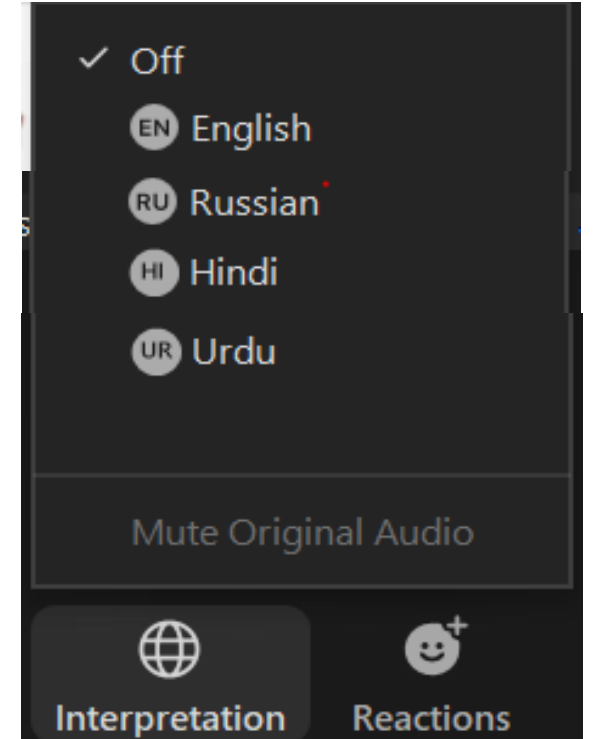 Off
EN English
RU Russian
HI Hindi
UR Urdu
Mute Original Audio
Interpretation
Reactions